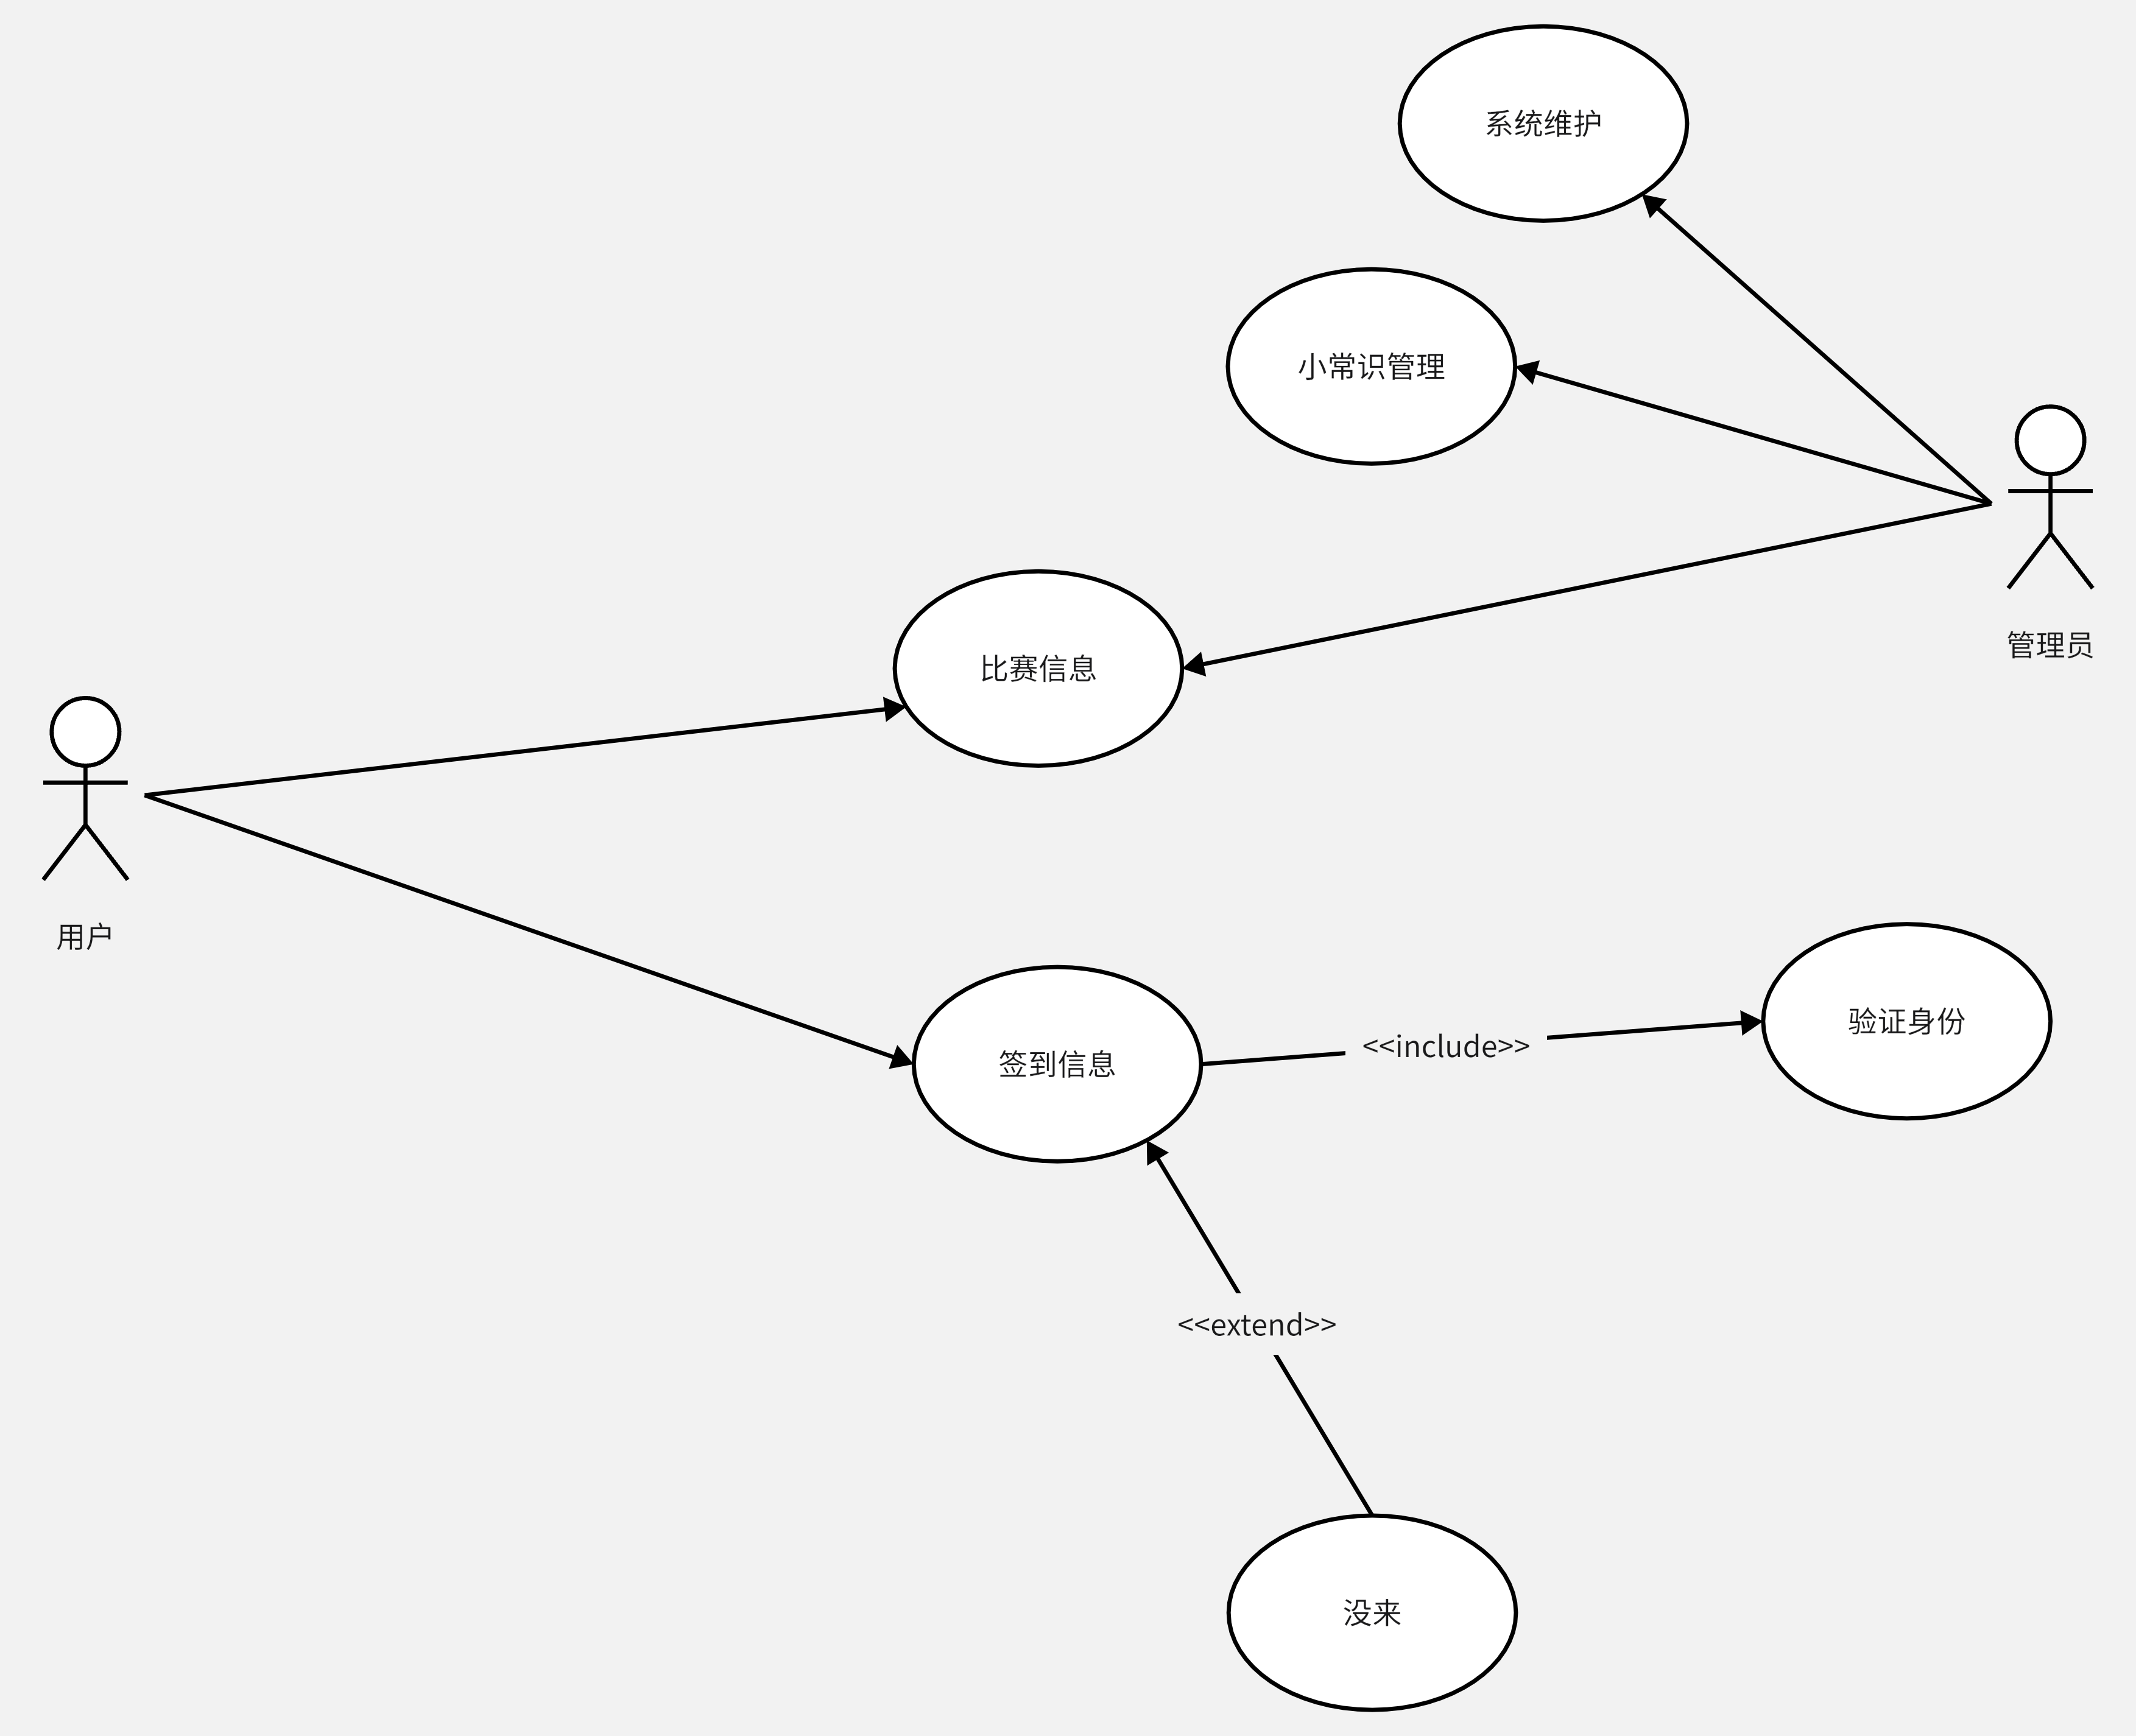 系统维护
小常识管理
管理员
比赛信息
用户
验证身份
<<include>>
签到信息
<<extend>>
没来